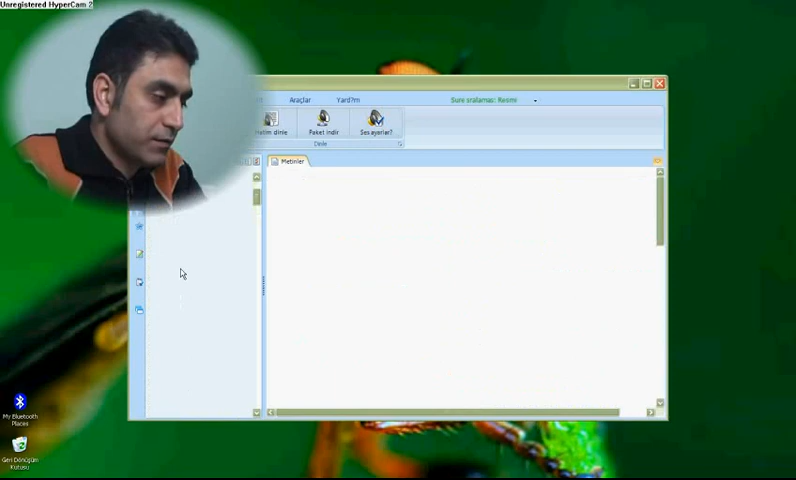 Unregistered HyperCam 2
Araçlar
Yard?m
Sure sıralaması: Resmi
Hatim dinle
Paket indir
Ses ayarlar?
Dinle
Metinler
My Bluetooth
Places
Geri Dönüşüm
Kutusu